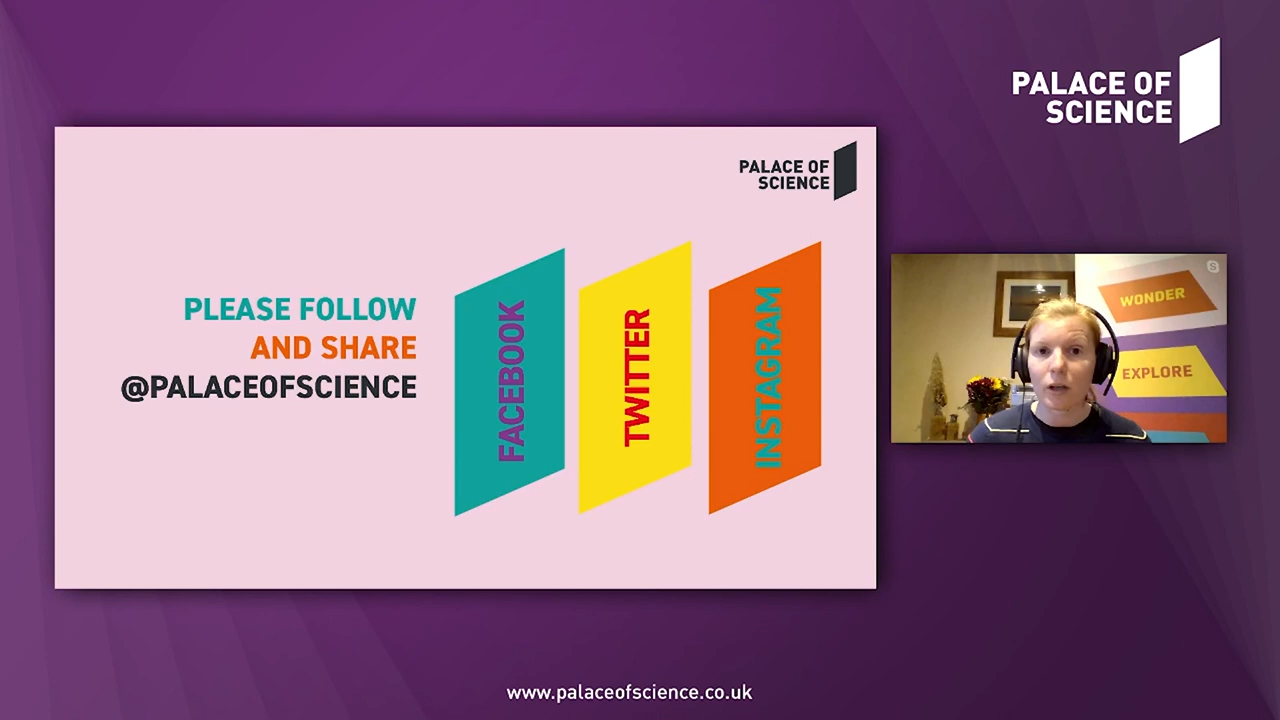 PALACE OF
SCIENCE
PALACE OF
SCIENCE
PLEASE FOLLOW
AND SHARE
@PALACEOFSCIENCE
FACEBOOK
TWITTER
INSTAGRAM
WONDER
EXPLORE
www.palaceofscience.co.uk